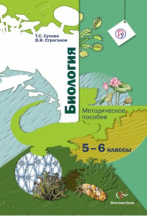 Т.С. Сухова
В.И. Строганов
Биология
Методическое пособие
5–6 классы